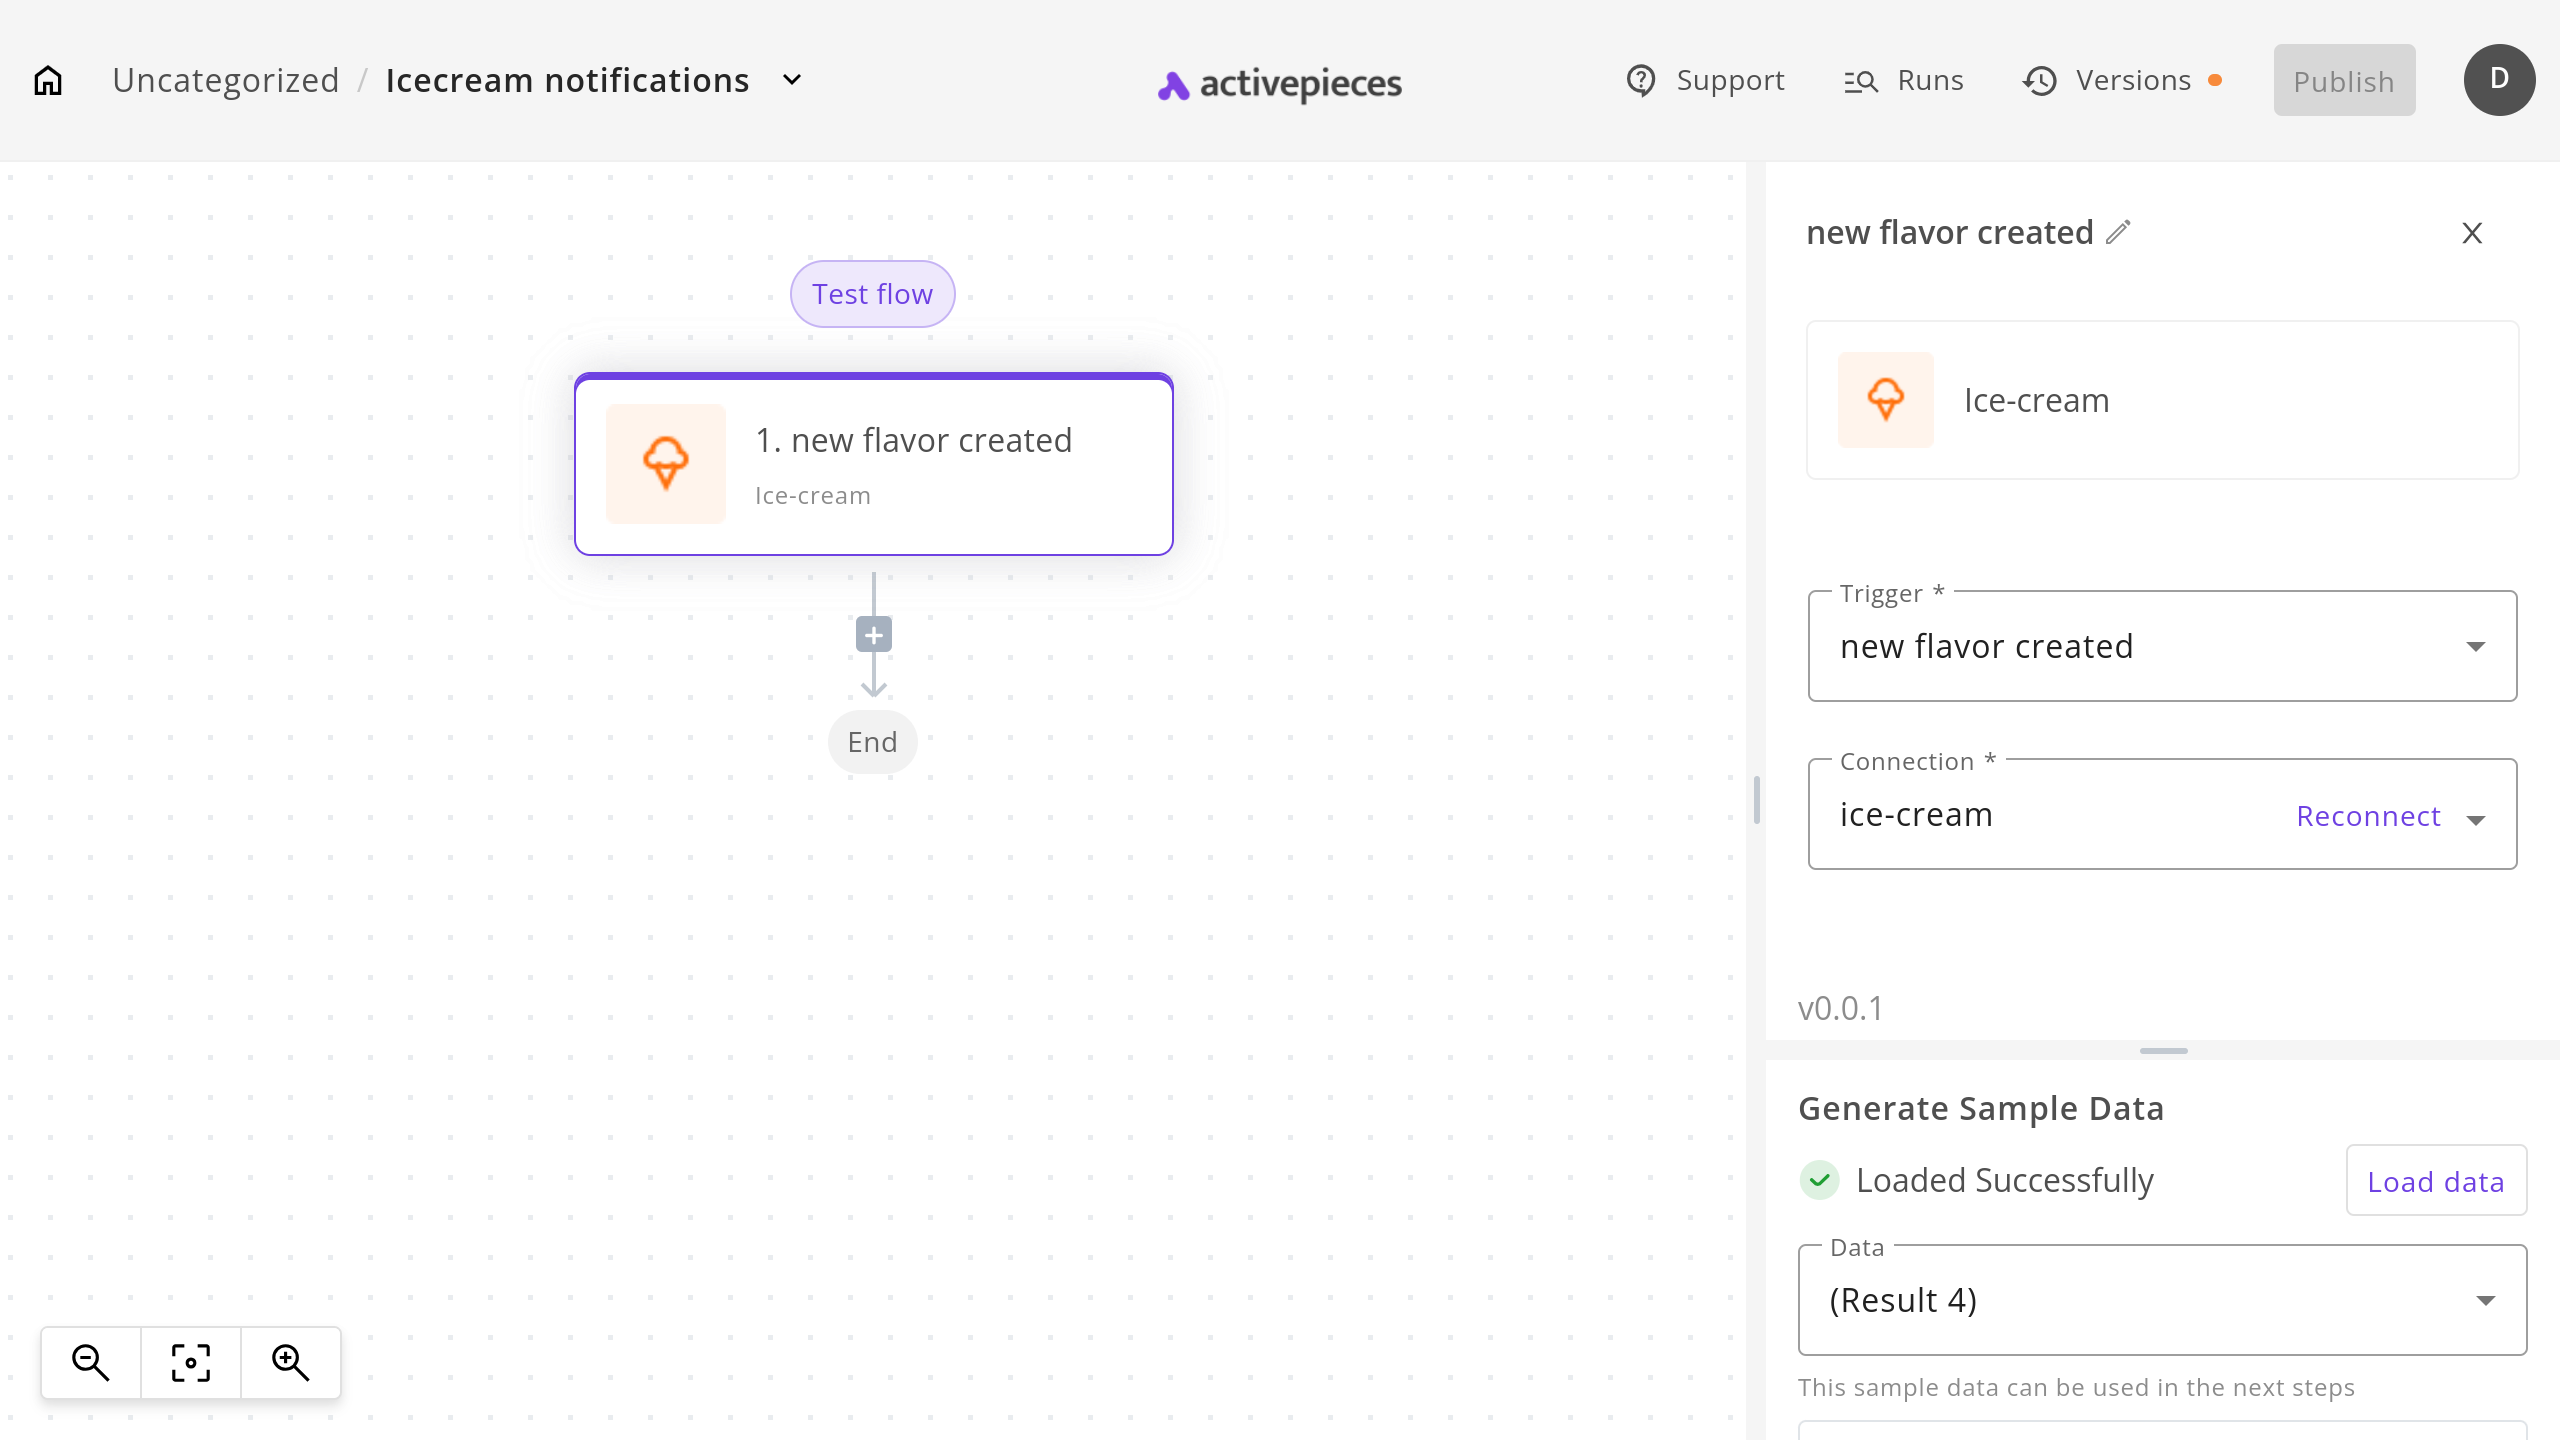 Uncategorized / Icecream notifications
activepieces
Support
Runs
Versions
Publish
D
Test flow
1. new flavor created
Ice-cream
End
new flavor created
X
Ice-cream
Trigger *
new flavor created
Connection *
ice-cream
Reconnect
v0.0.1
Generate Sample Data
Loaded Successfully
Load data
Data
(Result 4)
This sample data can be used in the next steps